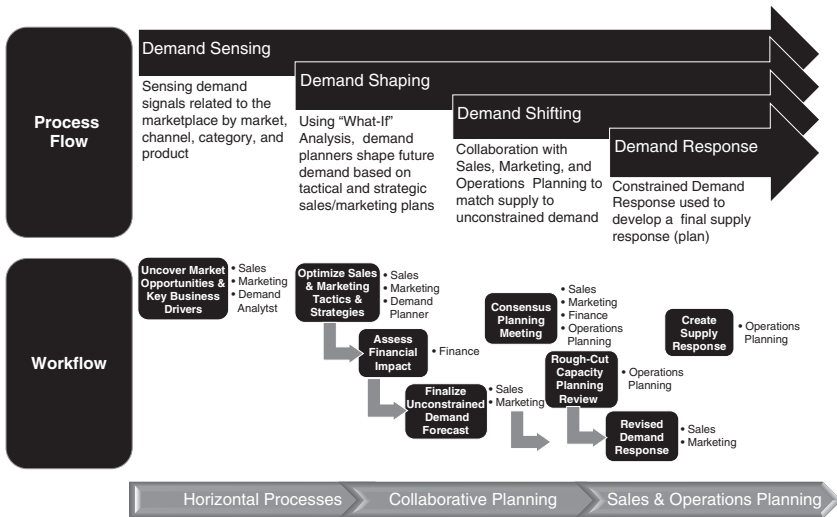 Process
Flow
Demand Sensing
Sensing demand
signals related to the
marketplace by market,
channel, category, and
product
Demand Shaping
Using “What-If”
Analysis, demand
planners shape future
demand based on
tactical and strategic
sales/marketing plans
Demand Shifting
Collaboration with
Sales, Marketing, and
Operations Planning to
match supply to
unconstrained demand
Demand Response
Constrained Demand
Response used to
develop a final supply
response (plan)
Workflow
Uncover Market
Opportunities &
Key Business
Drivers
• Sales
• Marketing
• Demand
Analyst
Optimize Sales
& Marketing
Tactics &
Strategies
• Sales
• Marketing
• Demand
Planner
Assess
Financial
Impact
• Finance
Finalize
Unconstrained
Demand
Forecast
• Sales
• Marketing
Consensus
Planning
Meeting
• Sales
• Marketing
• Finance
• Operations
Planning
Rough-Cut
Capacity
Planning
Review
• Operations
Planning
Revised
Demand
Response
• Sales
• Marketing
Create
Supply
Response
• Operations
Planning
Horizontal Processes
Collaborative Planning
Sales & Operations Planning